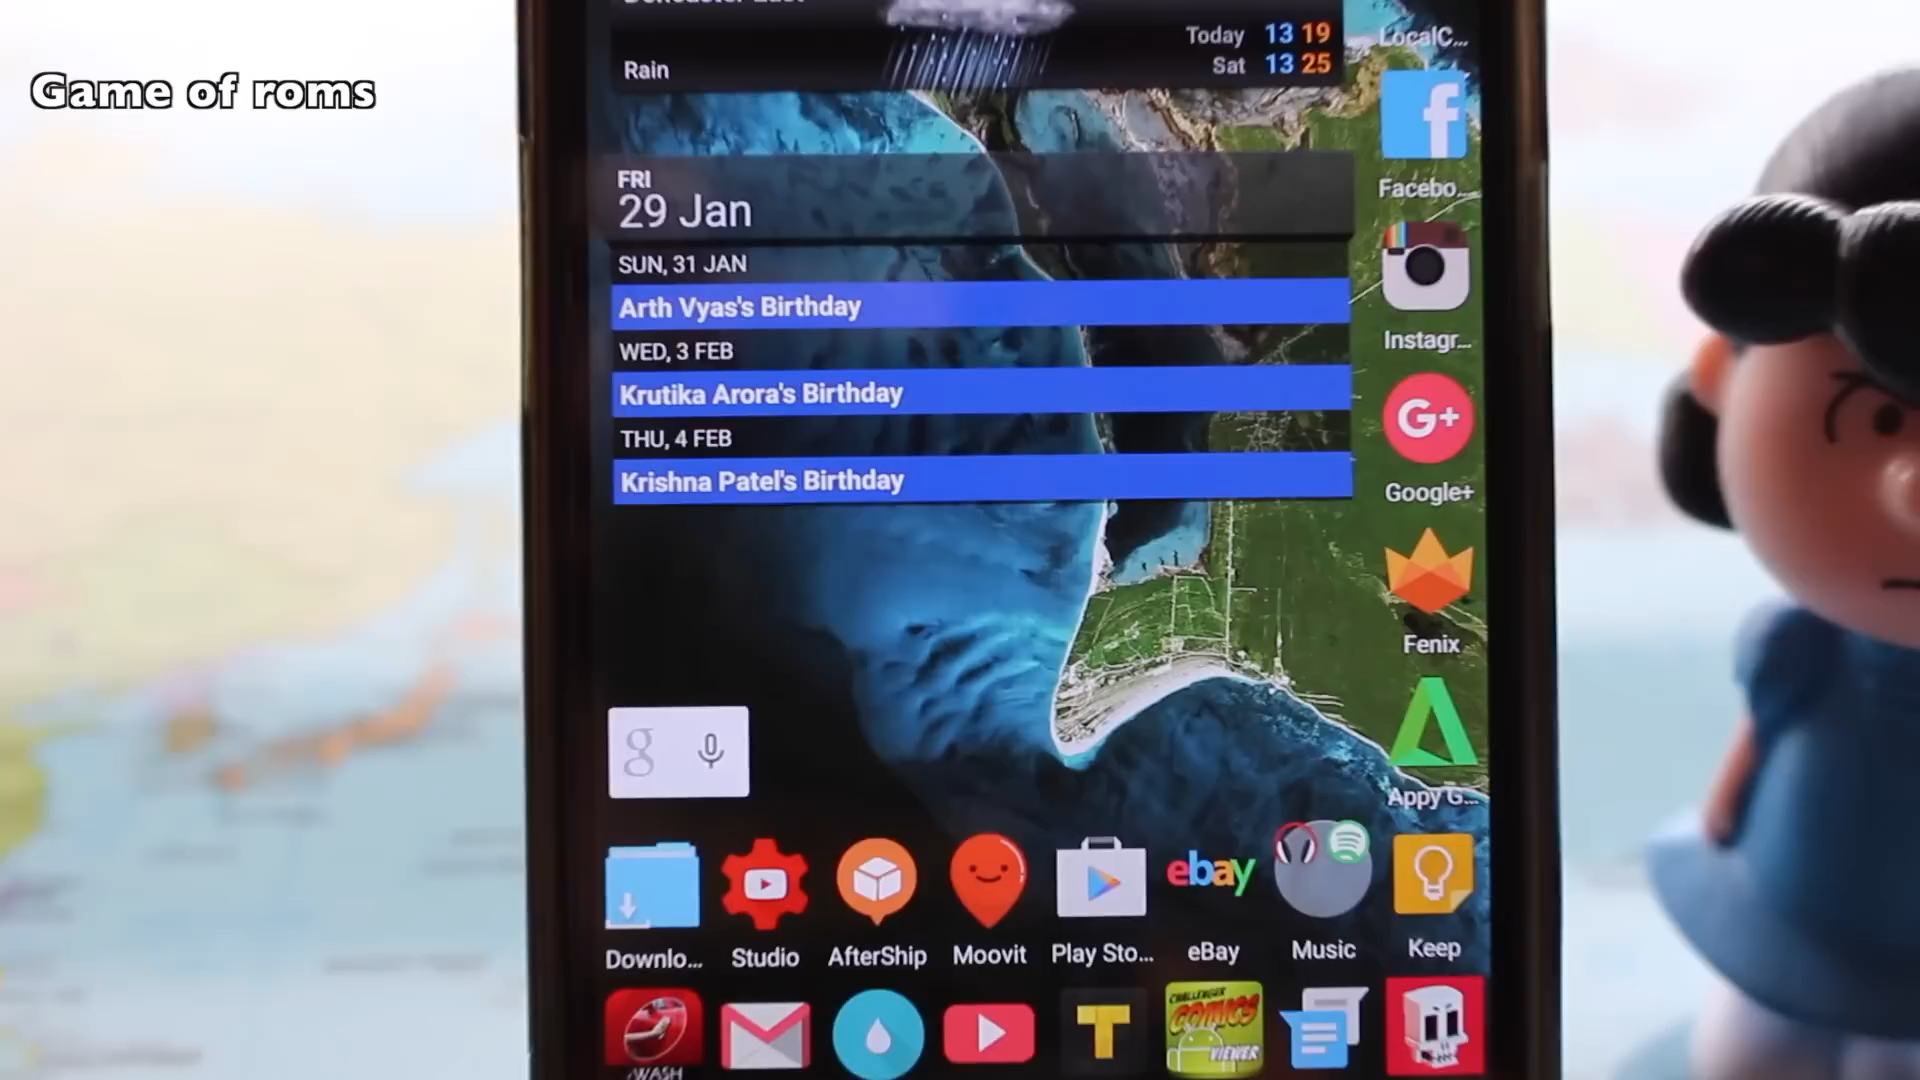 Game of roms
Rain
Today 13 19
Sat 13 25
LocalC...
Facebo...
FRI
29 Jan
SUN, 31 JAN
Arth Vyas's Birthday
WED, 3 FEB
Krutika Arora's Birthday
THU, 4 FEB
Krishna Patel's Birthday
Instagr...
G+
Google+
Fenix
Appy G...
g
Downlo...
Studio
AfterShip
Moovit
Play Sto...
ebay
eBay
Music
Keep
WASH
T
CHALLENGER
COMICS
VIEWER